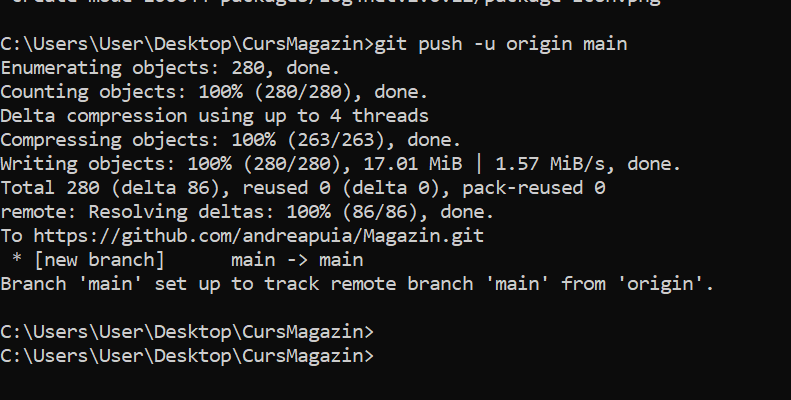 C:\Users\User\Desktop\CursMagazin>git push -u origin main
Enumerating objects: 280, done.
Counting objects: 100% (280/280), done.
Delta compression using up to 4 threads
Compressing objects: 100% (263/263), done.
Writing objects: 100% (280/280), 17.01 MiB | 1.57 MiB/s, done.
Total 280 (delta 86), reused 0 (delta 0), pack-reused 0
remote: Resolving deltas: 100% (86/86), done.
To https://github.com/andreapuia/Magazin.git
 * [new branch]      main -> main
Branch 'main' set up to track remote branch 'main' from 'origin'.
C:\Users\User\Desktop\CursMagazin>
C:\Users\User\Desktop\CursMagazin>